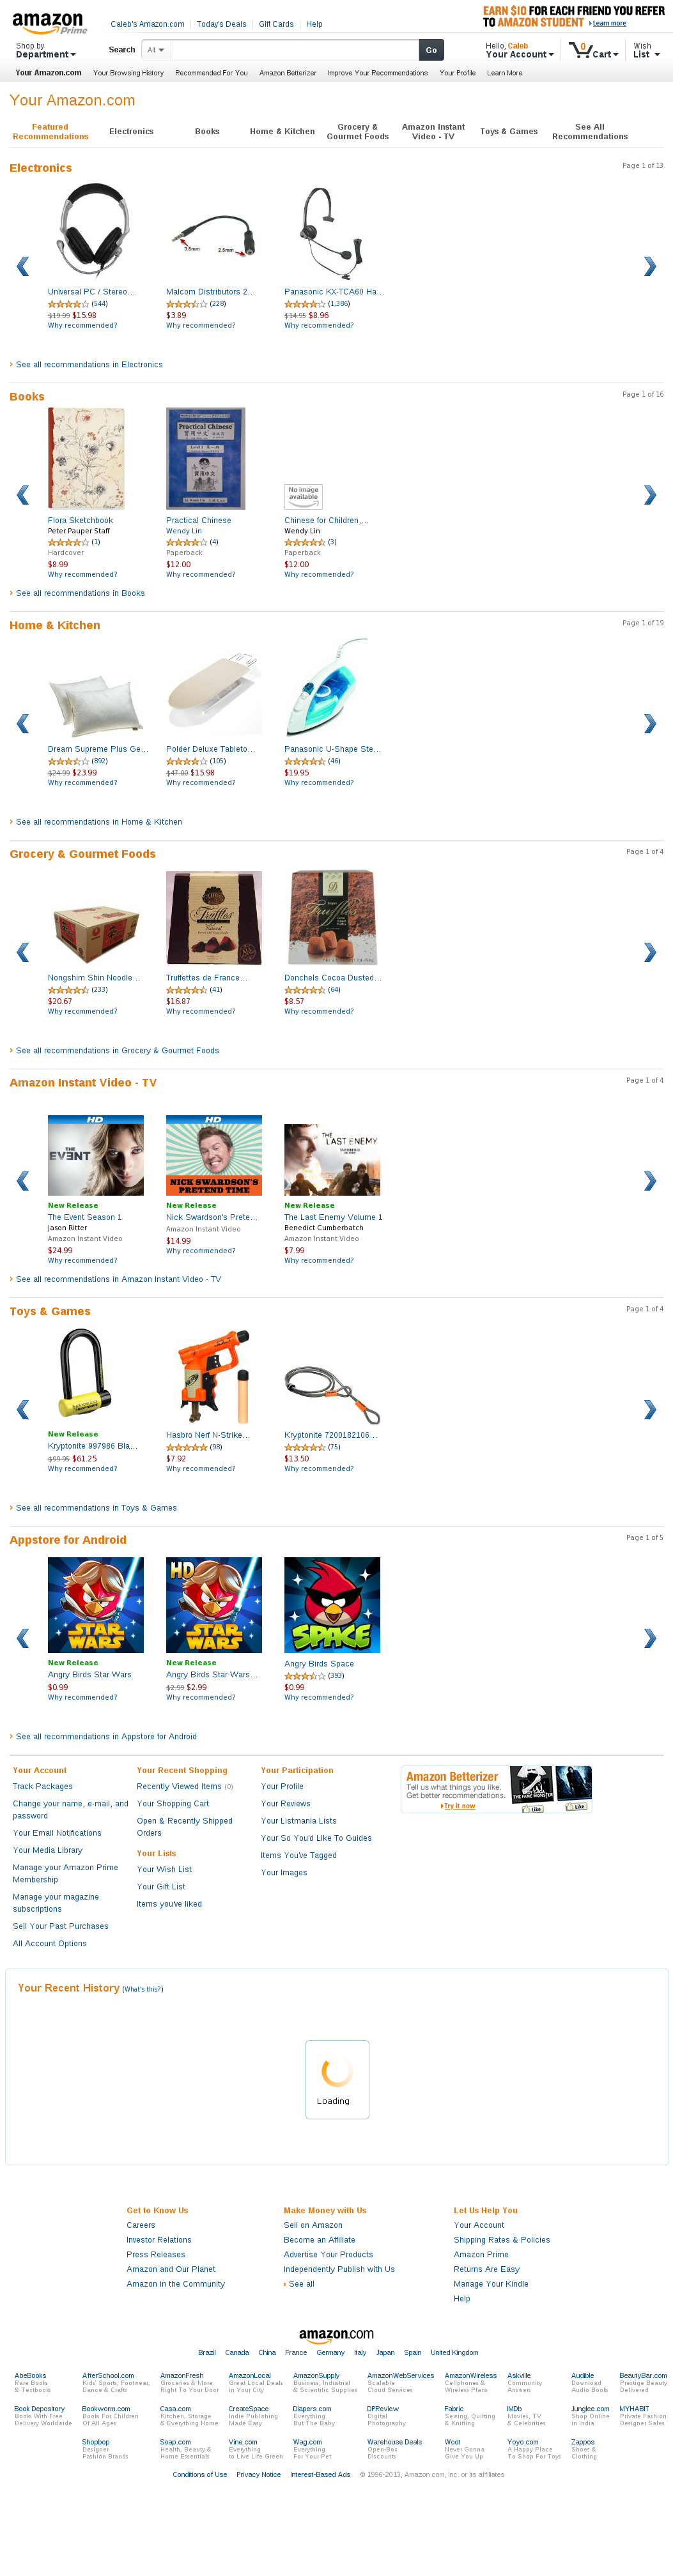 amazon
Prime
Caleb's Amazon.com
Today's Deals
Gift Cards
Help
EARN $10 FOR EACH FRIEND YOU REFER
TO AMAZON STUDENT Learn more
Shop by
Department
Search
All
Go
Hello, Caleb
Your Account
0
Cart
Wish
List
Your Amazon.com
Your Browsing History
Recommended For You
Amazon Betterizer
Improve Your Recommendations
Your Profile
Learn More
Your Amazon.com
Featured
Recommendations
Electronics
Books
Home & Kitchen
Grocery &
Gourmet Foods
Amazon Instant
Video - TV
Toys & Games
See All
Recommendations
Electronics
Page 1 of 13
3.5mm
2.5mm
Universal PC / Stereo...
(544)
$19.99 $15.98
Why recommended?
Malcom Distributors 2...
(228)
$3.89
Why recommended?
Panasonic KX-TCA60 Ha...
(1,386)
$14.95 $8.96
Why recommended?
› See all recommendations in Electronics
Books
Page 1 of 16
Practical Chinese
No image
available
Flora Sketchbook
Peter Pauper Staff
(1)
Hardcover
$8.99
Why recommended?
Practical Chinese
Wendy Lin
(4)
Paperback
$12.00
Why recommended?
Chinese for Children,...
Wendy Lin
(3)
Paperback
$12.00
Why recommended?
› See all recommendations in Books
Home & Kitchen
Page 1 of 19
Dream Supreme Plus Ge...
(892)
$24.99 $23.99
Why recommended?
Polder Deluxe Tableto...
(105)
$47.00 $15.98
Why recommended?
Panasonic U-Shape Ste...
(46)
$19.95
Why recommended?
› See all recommendations in Home & Kitchen
Grocery & Gourmet Foods
Page 1 of 4
Truffles
Truffles
Nongshim Shin Noodle...
(233)
$20.67
Why recommended?
Truffettes de France...
(41)
$16.87
Why recommended?
Donchels Cocoa Dusted...
(64)
$8.57
Why recommended?
› See all recommendations in Grocery & Gourmet Foods
Amazon Instant Video - TV
Page 1 of 4
HD
THE
EVENT
HD
NICK SWARDSON'S
PRETEND TIME
THE
LAST ENEMY
New Release
The Event Season 1
Jason Ritter
Amazon Instant Video
$24.99
Why recommended?
New Release
Nick Swardson's Prete...
Amazon Instant Video
$14.99
Why recommended?
New Release
The Last Enemy Volume 1
Benedict Cumberbatch
Amazon Instant Video
$7.99
Why recommended?
› See all recommendations in Amazon Instant Video - TV
Toys & Games
Page 1 of 4
NERF
New Release
Kryptonite 997986 Bla...
$99.95 $61.25
Why recommended?
Hasbro Nerf N-Strike...
(98)
$7.92
Why recommended?
Kryptonite 7200182106...
(75)
$13.50
Why recommended?
› See all recommendations in Toys & Games
Appstore for Android
Page 1 of 5
STAR
WARS
HD
STAR
WARS
SPACE
New Release
Angry Birds Star Wars
$0.99
Why recommended?
New Release
Angry Birds Star Wars...
$2.99 $2.99
Why recommended?
Angry Birds Space
(393)
$0.99
Why recommended?
› See all recommendations in Appstore for Android
Your Account
Track Packages
Change your name, e-mail, and
password
Your Email Notifications
Your Media Library
Manage your Amazon Prime
Membership
Manage your magazine
subscriptions
Sell Your Past Purchases
All Account Options
Your Recent Shopping
Recently Viewed Items (0)
Your Shopping Cart
Open & Recently Shipped
Orders
Your Lists
Your Wish List
Your Gift List
Items you've liked
Your Participation
Your Profile
Your Reviews
Your Listmania Lists
Your So You'd Like To Guides
Items You've Tagged
Your Images
Amazon Betterizer
Tell us what things you like.
Get better recommendations.
Try it now
THE FAME MONSTER
Like
Like
Your Recent History (What's this?)
Loading
Get to Know Us
Careers
Investor Relations
Press Releases
Amazon and Our Planet
Amazon in the Community
Make Money with Us
Sell on Amazon
Become an Affiliate
Advertise Your Products
Independently Publish with Us
› See all
Let Us Help You
Your Account
Shipping Rates & Policies
Amazon Prime
Returns Are Easy
Manage Your Kindle
Help
amazon.com
Brazil Canada China France Germany Italy Japan Spain United Kingdom
AbeBooks
Rare Books
& Textbooks
AfterSchool.com
Kids' Sports, Footwear,
Dance & Crafts
AmazonFresh
Groceries & More
Right To Your Door
AmazonLocal
Great Local Deals
in Your City
AmazonSupply
Business, Industrial
& Scientific Supplies
AmazonWebServices
Scalable
Cloud Services
AmazonWireless
Cellphones &
Wireless Plans
Askville
Community
Answers
Audible
Download
Audio Books
BeautyBar.com
Prestige Beauty
Delivered
Book Depository
Books With Free
Delivery Worldwide
Bookworm.com
Books For Children
Of All Ages
Casa.com
Kitchen, Storage
& Everything Home
CreateSpace
Indie Publishing
Made Easy
Diapers.com
Everything
But The Baby
DPReview
Digital
Photography
Fabric
Sewing, Quilting
& Knitting
IMDb
Movies, TV
& Celebrities
Junglee.com
Shop Online
in India
MYHABIT
Private Fashion
Designer Sales
Shopbop
Designer
Fashion Brands
Soap.com
Health, Beauty &
Home Essentials
Vine.com
Everything
to Live Life Green
Wag.com
Everything
For Your Pet
Warehouse Deals
Open-Box
Discounts
Woot
Never Gonna
Give You Up
Yoyo.com
A Happy Place
To Shop For Toys
Zappos
Shoes &
Clothing
Conditions of Use Privacy Notice Interest-Based Ads © 1996-2013, Amazon.com, Inc. or its affiliates